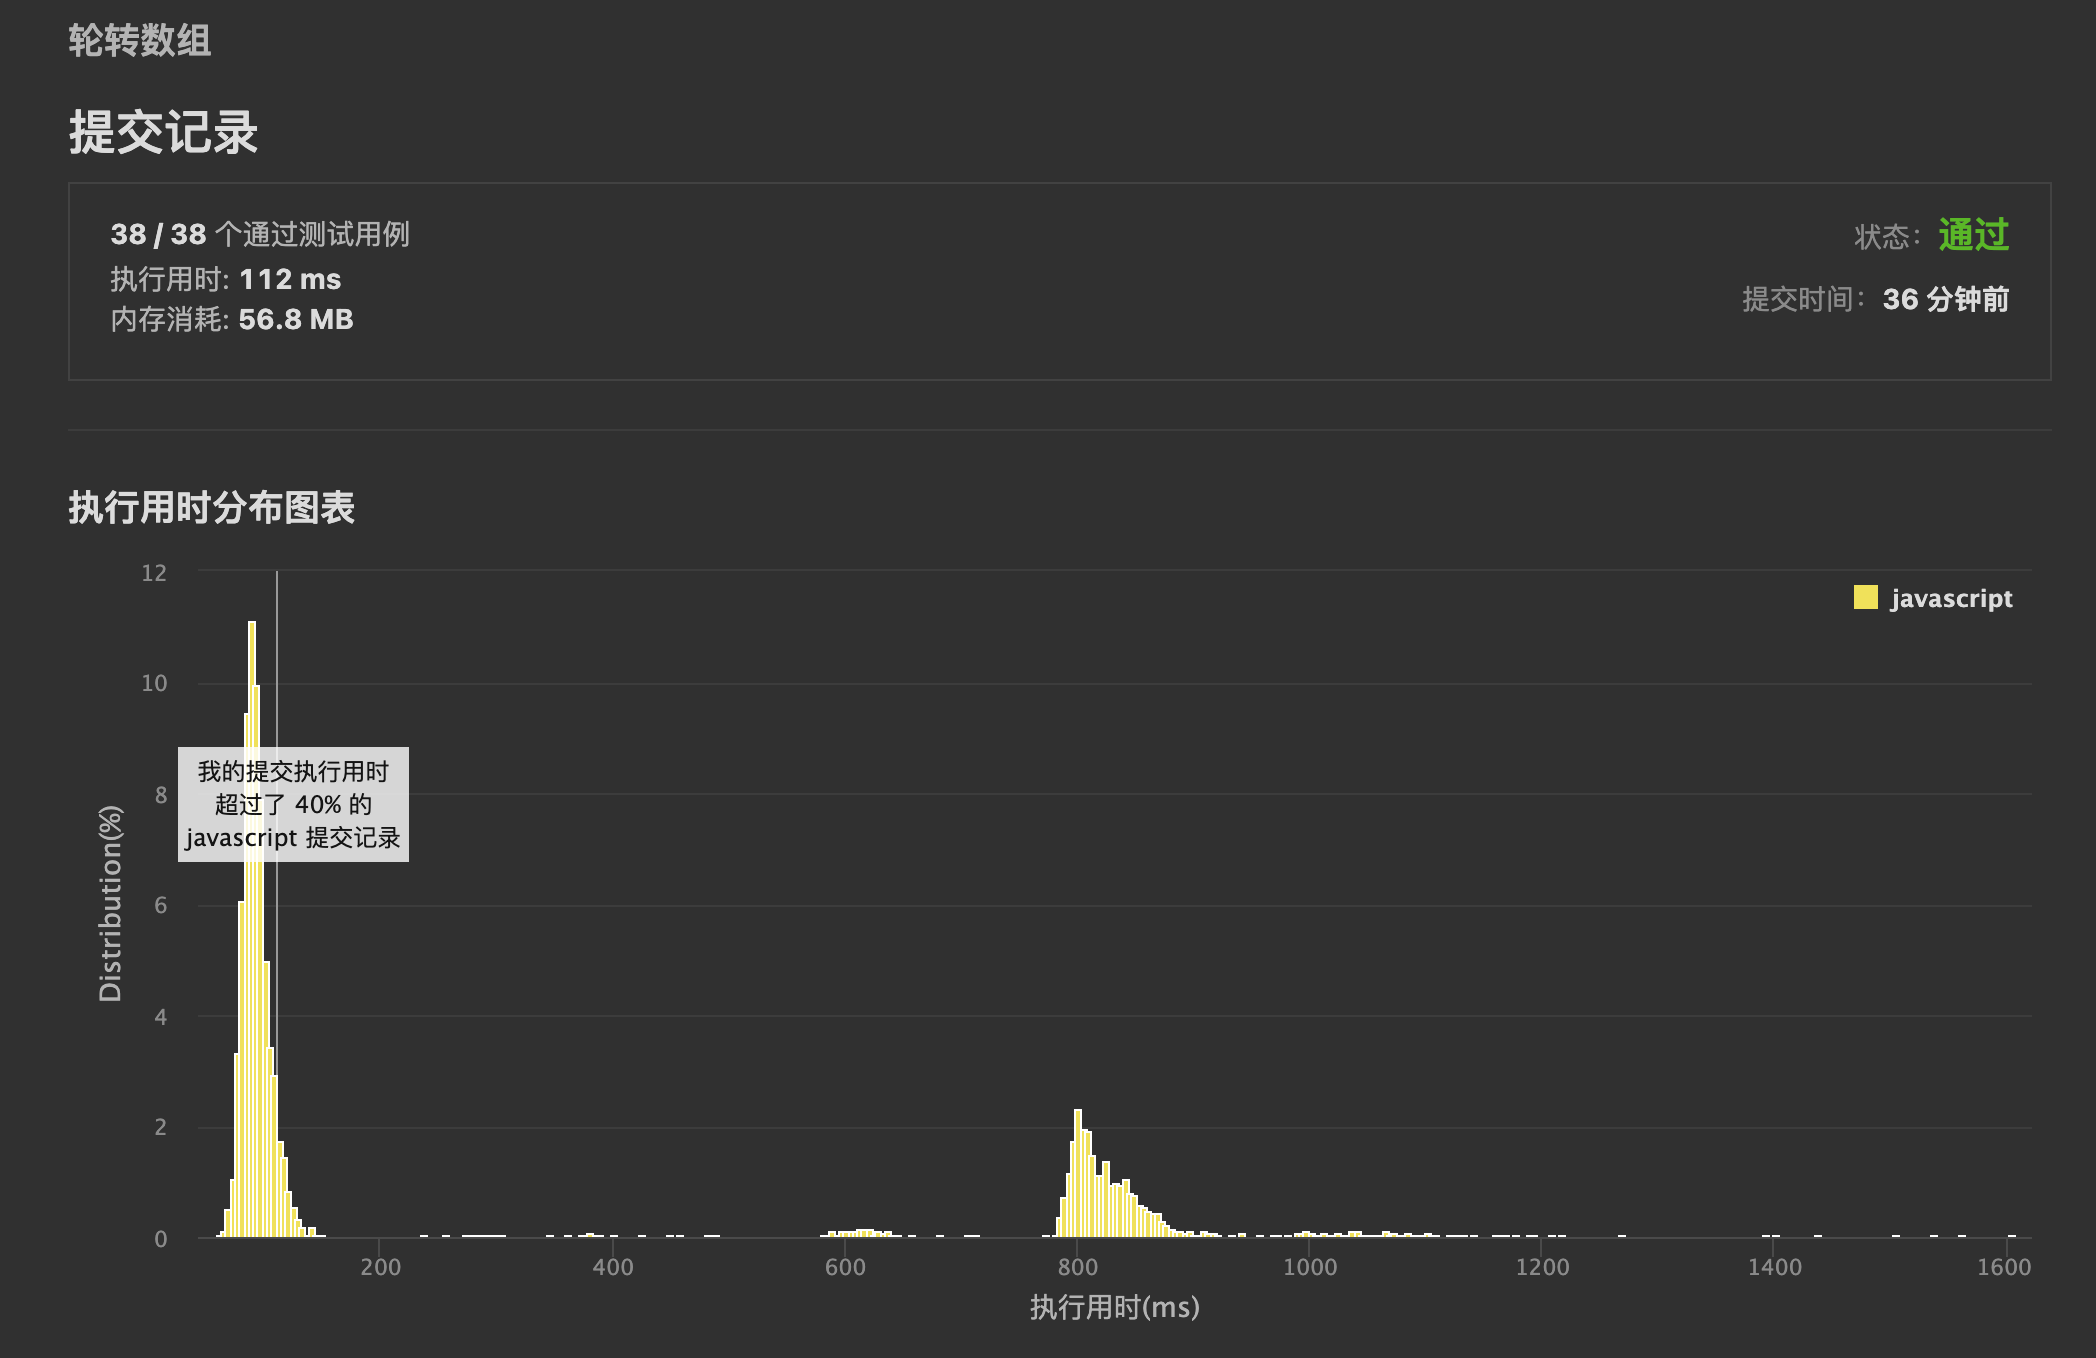 轮转数组
提交记录
38 / 38 个通过测试用例
状态：通过
执行用时: 112 ms
提交时间：36 分钟前
内存消耗: 56.8 MB
执行用时分布图表
12
javascript
10
8
6
4
2
0
Distribution(%)
我的提交执行用时
超过了 40% 的
javascript 提交记录
200
400
600
800
1000
1200
1400
1600
执行用时(ms)